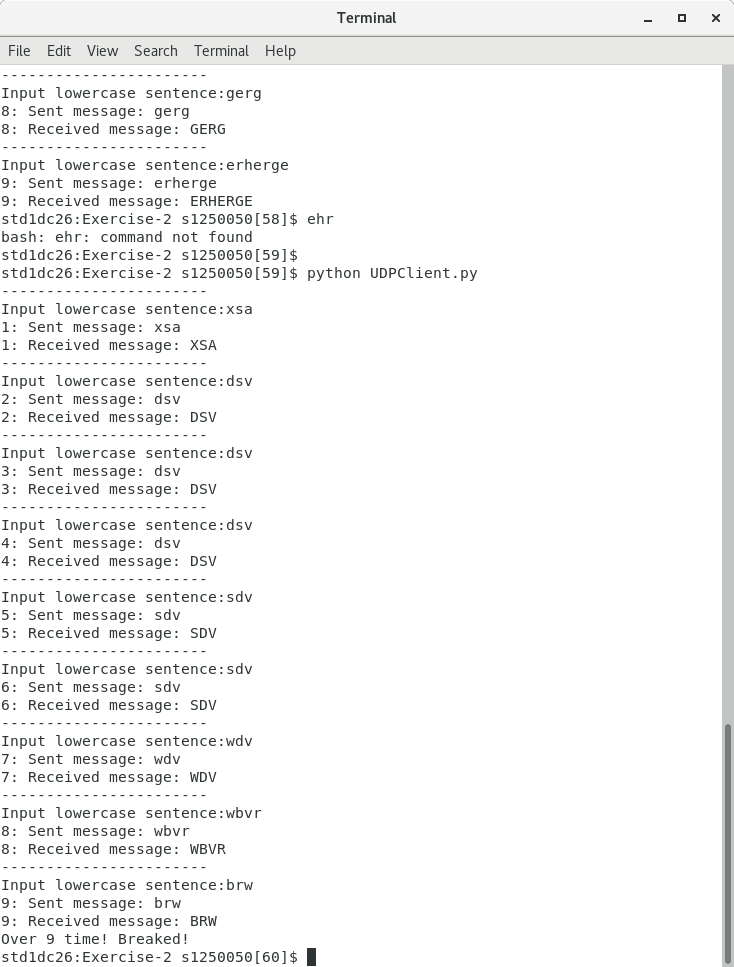 Terminal
File Edit View Search Terminal Help
-----------------------
Input lowercase sentence:gerg
8: Sent message: gerg
8: Received message: GERG
-----------------------
Input lowercase sentence:erherge
9: Sent message: erherge
9: Received message: ERHERGE
std1dc26:Exercise-2 s1250050[58]$ ehr
bash: ehr: command not found
std1dc26:Exercise-2 s1250050[59]$
std1dc26:Exercise-2 s1250050[59]$ python UDPClient.py
-----------------------
Input lowercase sentence:xsa
1: Sent message: xsa
1: Received message: XSA
-----------------------
Input lowercase sentence:dsv
2: Sent message: dsv
2: Received message: DSV
-----------------------
Input lowercase sentence:dsv
3: Sent message: dsv
3: Received message: DSV
-----------------------
Input lowercase sentence:dsv
4: Sent message: dsv
4: Received message: DSV
-----------------------
Input lowercase sentence:sdv
5: Sent message: sdv
5: Received message: SDV
-----------------------
Input lowercase sentence:sdv
6: Sent message: sdv
6: Received message: SDV
-----------------------
Input lowercase sentence:wdv
7: Sent message: wdv
7: Received message: WDV
-----------------------
Input lowercase sentence:wbvr
8: Sent message: wbvr
8: Received message: WBVR
-----------------------
Input lowercase sentence:brw
9: Sent message: brw
9: Received message: BRW
Over 9 time! Breaked!
std1dc26:Exercise-2 s1250050[60]$